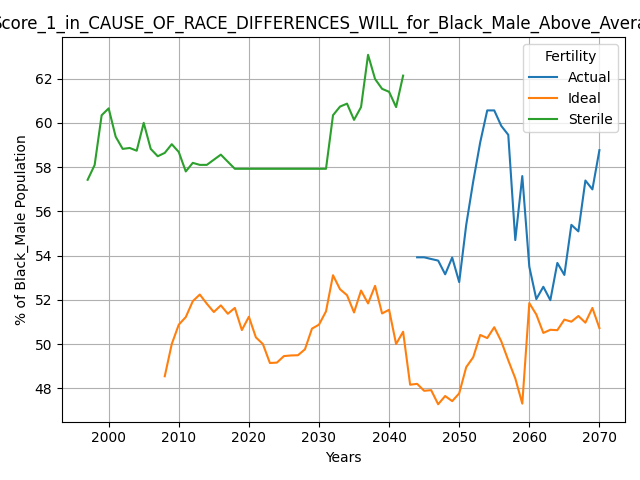 Score_1_in_CAUSE_OF_RACE_DIFFERENCES_WILL_for_Black_Male_Above_Avera
Fertility
Actual
Ideal
Sterile
% of Black_Male Population
62
60
58
56
54
52
50
48
2000 2010 2020 2030 2040 2050 2060 2070
Years